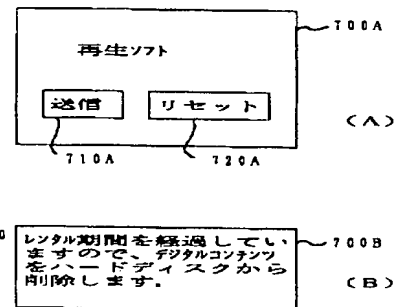 700A
再生ソフト
送信 リセット
(A)
710A 720A
0
レンタル期間を経過してい
ますので、デジタルコンテンツ
をハードディスクから
削除します。
700B
(B)